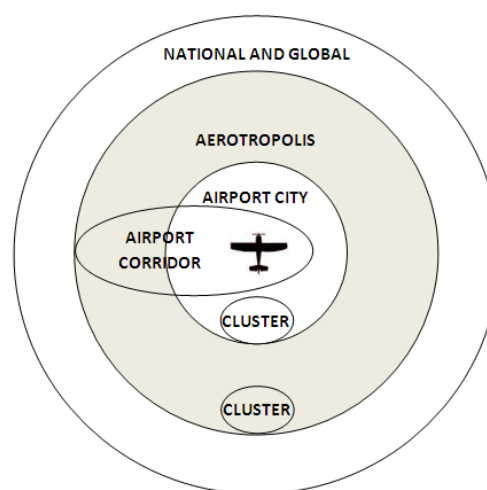 NATIONAL AND GLOBAL
AEROTROPOLIS
AIRPORT CITY
AIRPORT
CORRIDOR
CLUSTER
CLUSTER